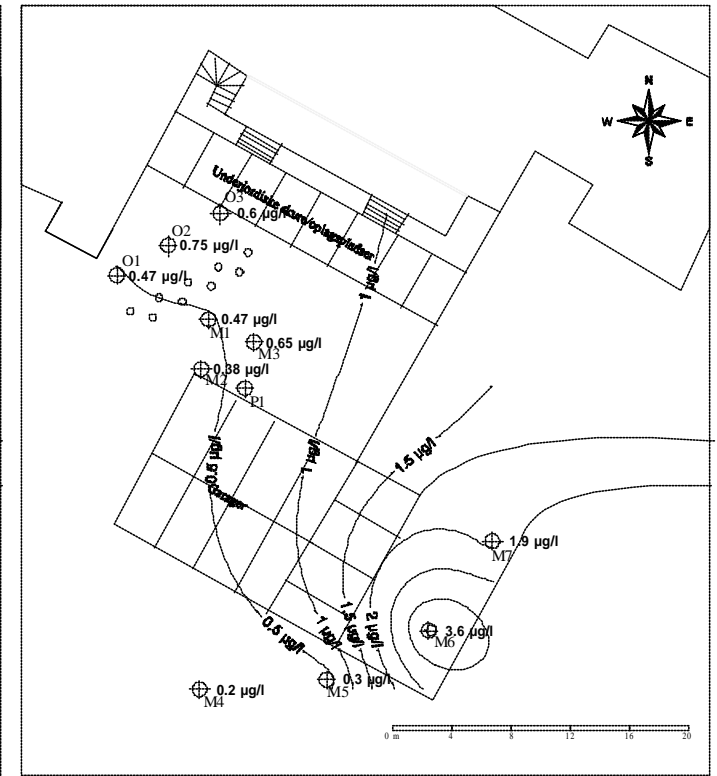 N
W E
S
Underjordiske skure/oplagspladser
O3
0.6 µg/l
O2
0.75 µg/l
O1
0.47 µg/l
1 µg/l
M1
0.47 µg/l
M3
0.65 µg/l
M2
0.38 µg/l
P1
0.5 µg/l
1 µg/l
1.5 µg/l
Garager
M7
1.9 µg/l
0.5 µg/l
1 µg/l
1.5 µg/l
2 µg/l
M6
3.6 µg/l
M4
0.2 µg/l
M5
0.3 µg/l
0 m 4 8 12 16 20